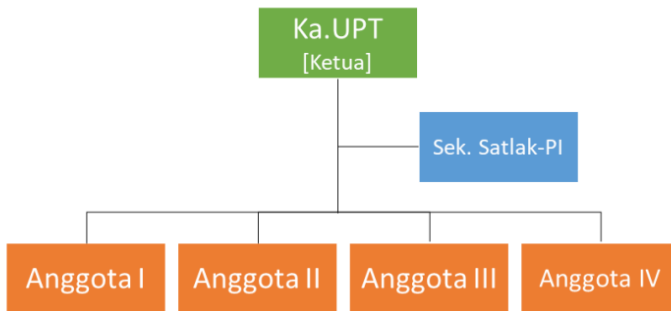 Ka.UPT
[Ketua]
Sek. Satlak-PI
Anggota I
Anggota II
Anggota III
Anggota IV